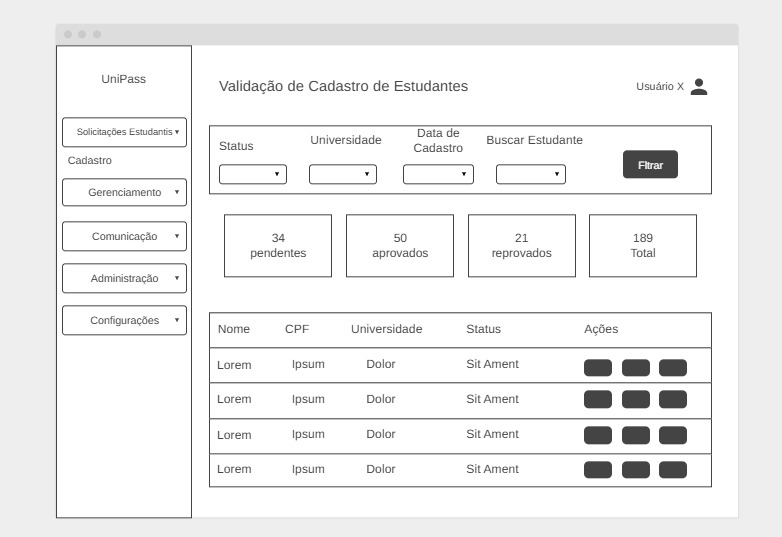 UniPass
Validação de Cadastro de Estudantes
Usuário X
Solicitações Estudantis
Cadastro
Gerenciamento
Comunicação
Administração
Configurações
Status
Universidade
Data de
Cadastro
Buscar Estudante
FItrar
34
pendentes
50
aprovados
21
reprovados
189
Total
Nome CPF Universidade Status Ações
Lorem Ipsum Dolor Sit Ament
Lorem Ipsum Dolor Sit Ament
Lorem Ipsum Dolor Sit Ament
Lorem Ipsum Dolor Sit Ament